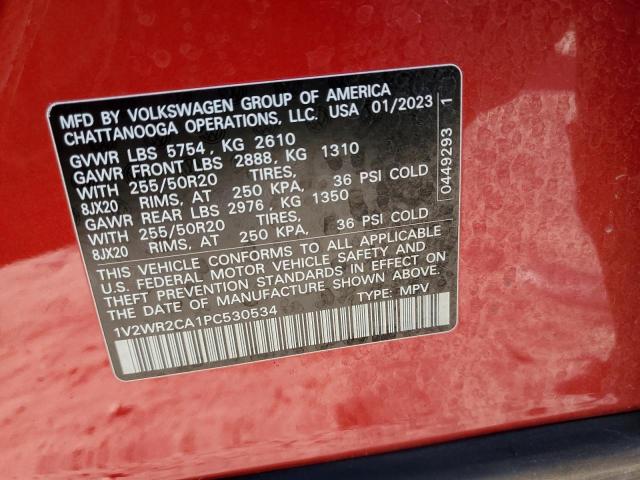 MFD BY VOLKSWAGEN GROUP OF AMERICA
CHATTANOOGA OPERATIONS, LLC. USA 01/2023
GVWR LBS 5754, KG 2610
GAWR FRONT LBS 2888, KG 1310
WITH 255/50R20 TIRES,
8JX20 RIMS, AT 250 KPA, 36 PSI COLD
GAWR REAR LBS 2976, KG 1350
WITH 255/50R20 TIRES,
8JX20 RIMS, AT 250 KPA, 36 PSI COLD
THIS VEHICLE CONFORMS TO ALL APPLICABLE
U.S. FEDERAL MOTOR VEHICLE SAFETY AND
THEFT PREVENTION STANDARDS IN EFFECT ON
THE DATE OF MANUFACTURE SHOWN ABOVE.
1V2WR2CA1PC530534 TYPE: MPV
0449293 1